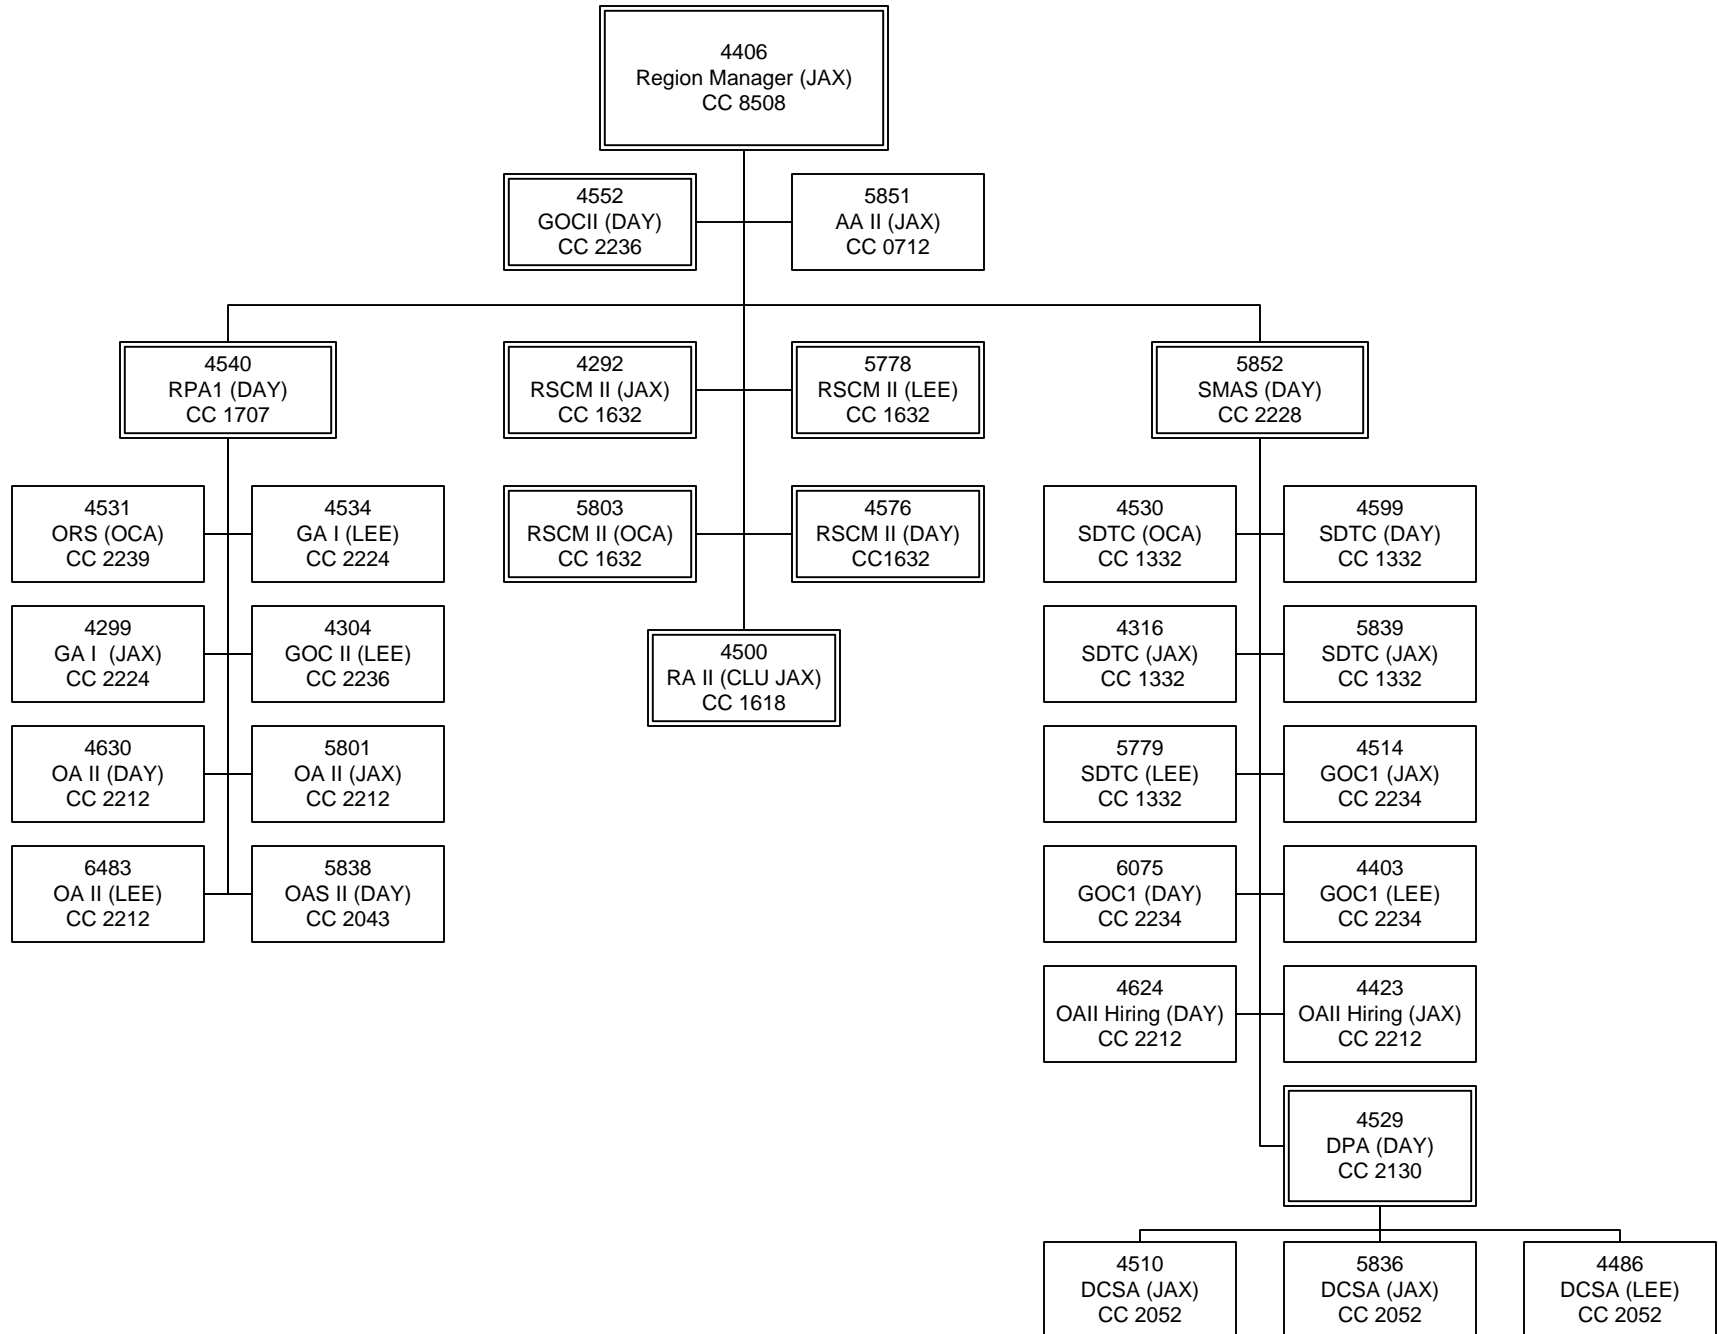 4406
Region Manager (JAX)
CC 8508
4552
GOCII (DAY)
CC 2236
5851
AA II (JAX)
CC 0712
4540
RPA1 (DAY)
CC 1707
4292
RSCM II (JAX)
CC 1632
5778
RSCM II (LEE)
CC 1632
5852
SMAS (DAY)
CC 2228
4531
ORS (OCA)
CC 2239
4534
GA I (LEE)
CC 2224
5803
RSCM II (OCA)
CC 1632
4576
RSCM II (DAY)
CC1632
4530
SDTC (OCA)
CC 1332
4599
SDTC (DAY)
CC 1332
4299
GA I  (JAX)
CC 2224
4304
GOC II (LEE)
CC 2236
4500
RA II (CLU JAX)
CC 1618
4316
SDTC (JAX)
CC 1332
5839
SDTC (JAX)
CC 1332
4630
OA II (DAY)
CC 2212
5801
OA II (JAX)
CC 2212
5779
SDTC (LEE)
CC 1332
4514
GOC1 (JAX)
CC 2234
6483
OA II (LEE)
CC 2212
5838
OAS II (DAY)
CC 2043
6075
GOC1 (DAY)
CC 2234
4403
GOC1 (LEE)
CC 2234
4624
OAII Hiring (DAY)
CC 2212
4423
OAII Hiring (JAX)
CC 2212
4529
DPA (DAY)
CC 2130
4510
DCSA (JAX)
CC 2052
5836
DCSA (JAX)
CC 2052
4486
DCSA (LEE)
CC 2052